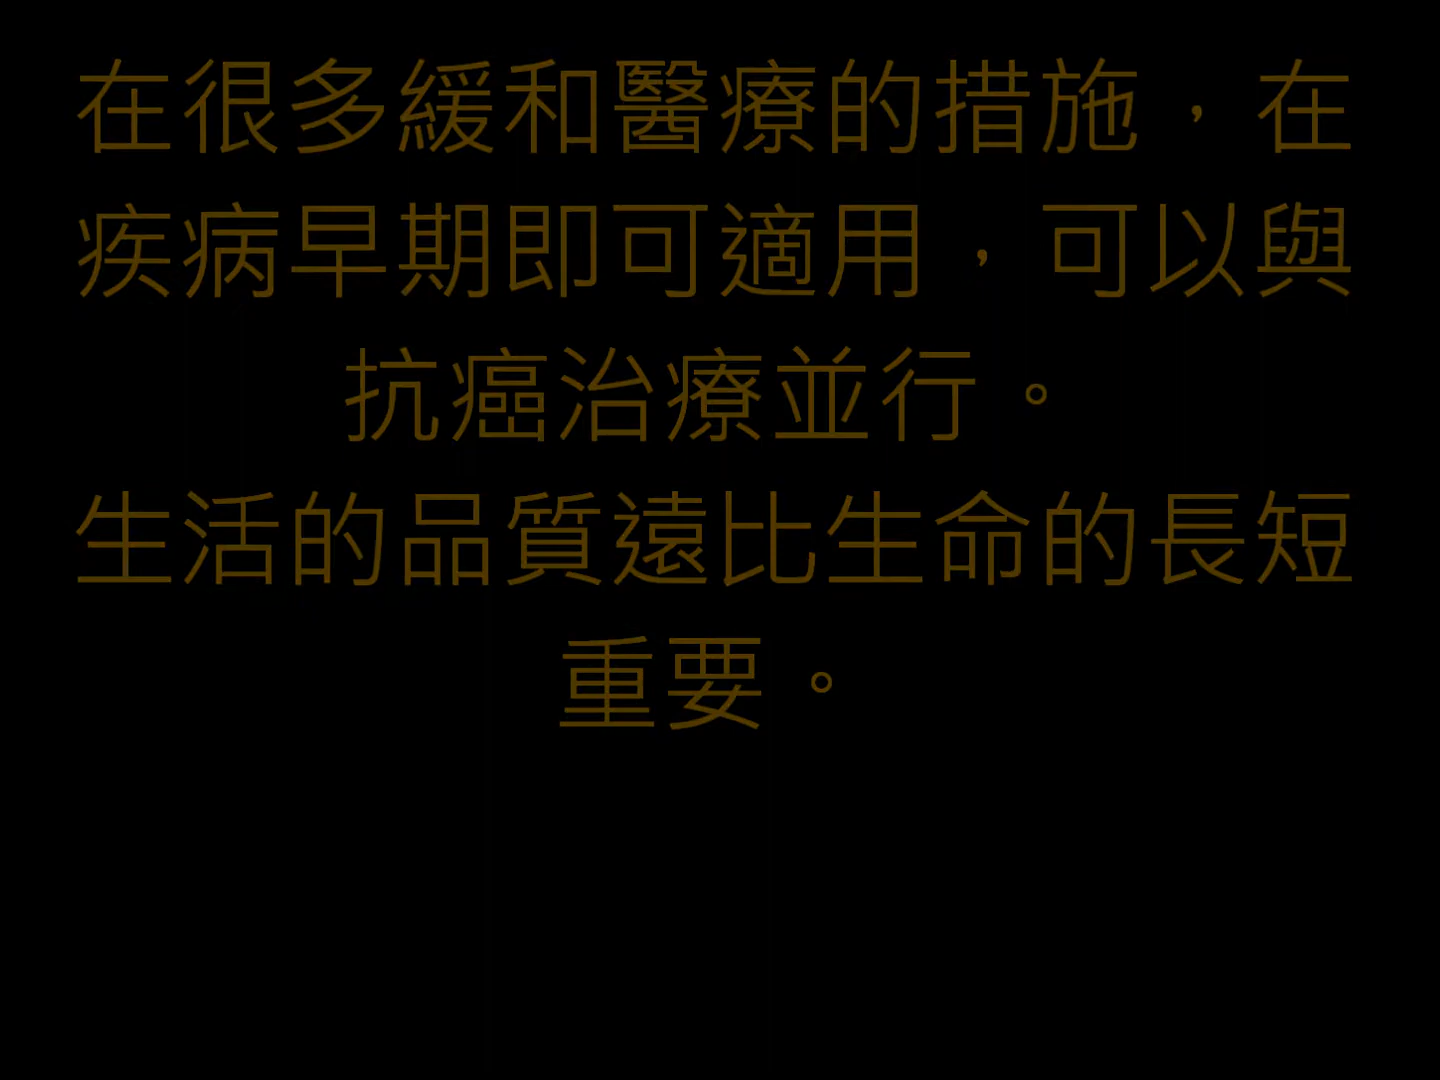 在很多緩和醫療的措施，在
疾病早期即可適用，可以與
抗癌治療並行。
生活的品質遠比生命的長短
重要。